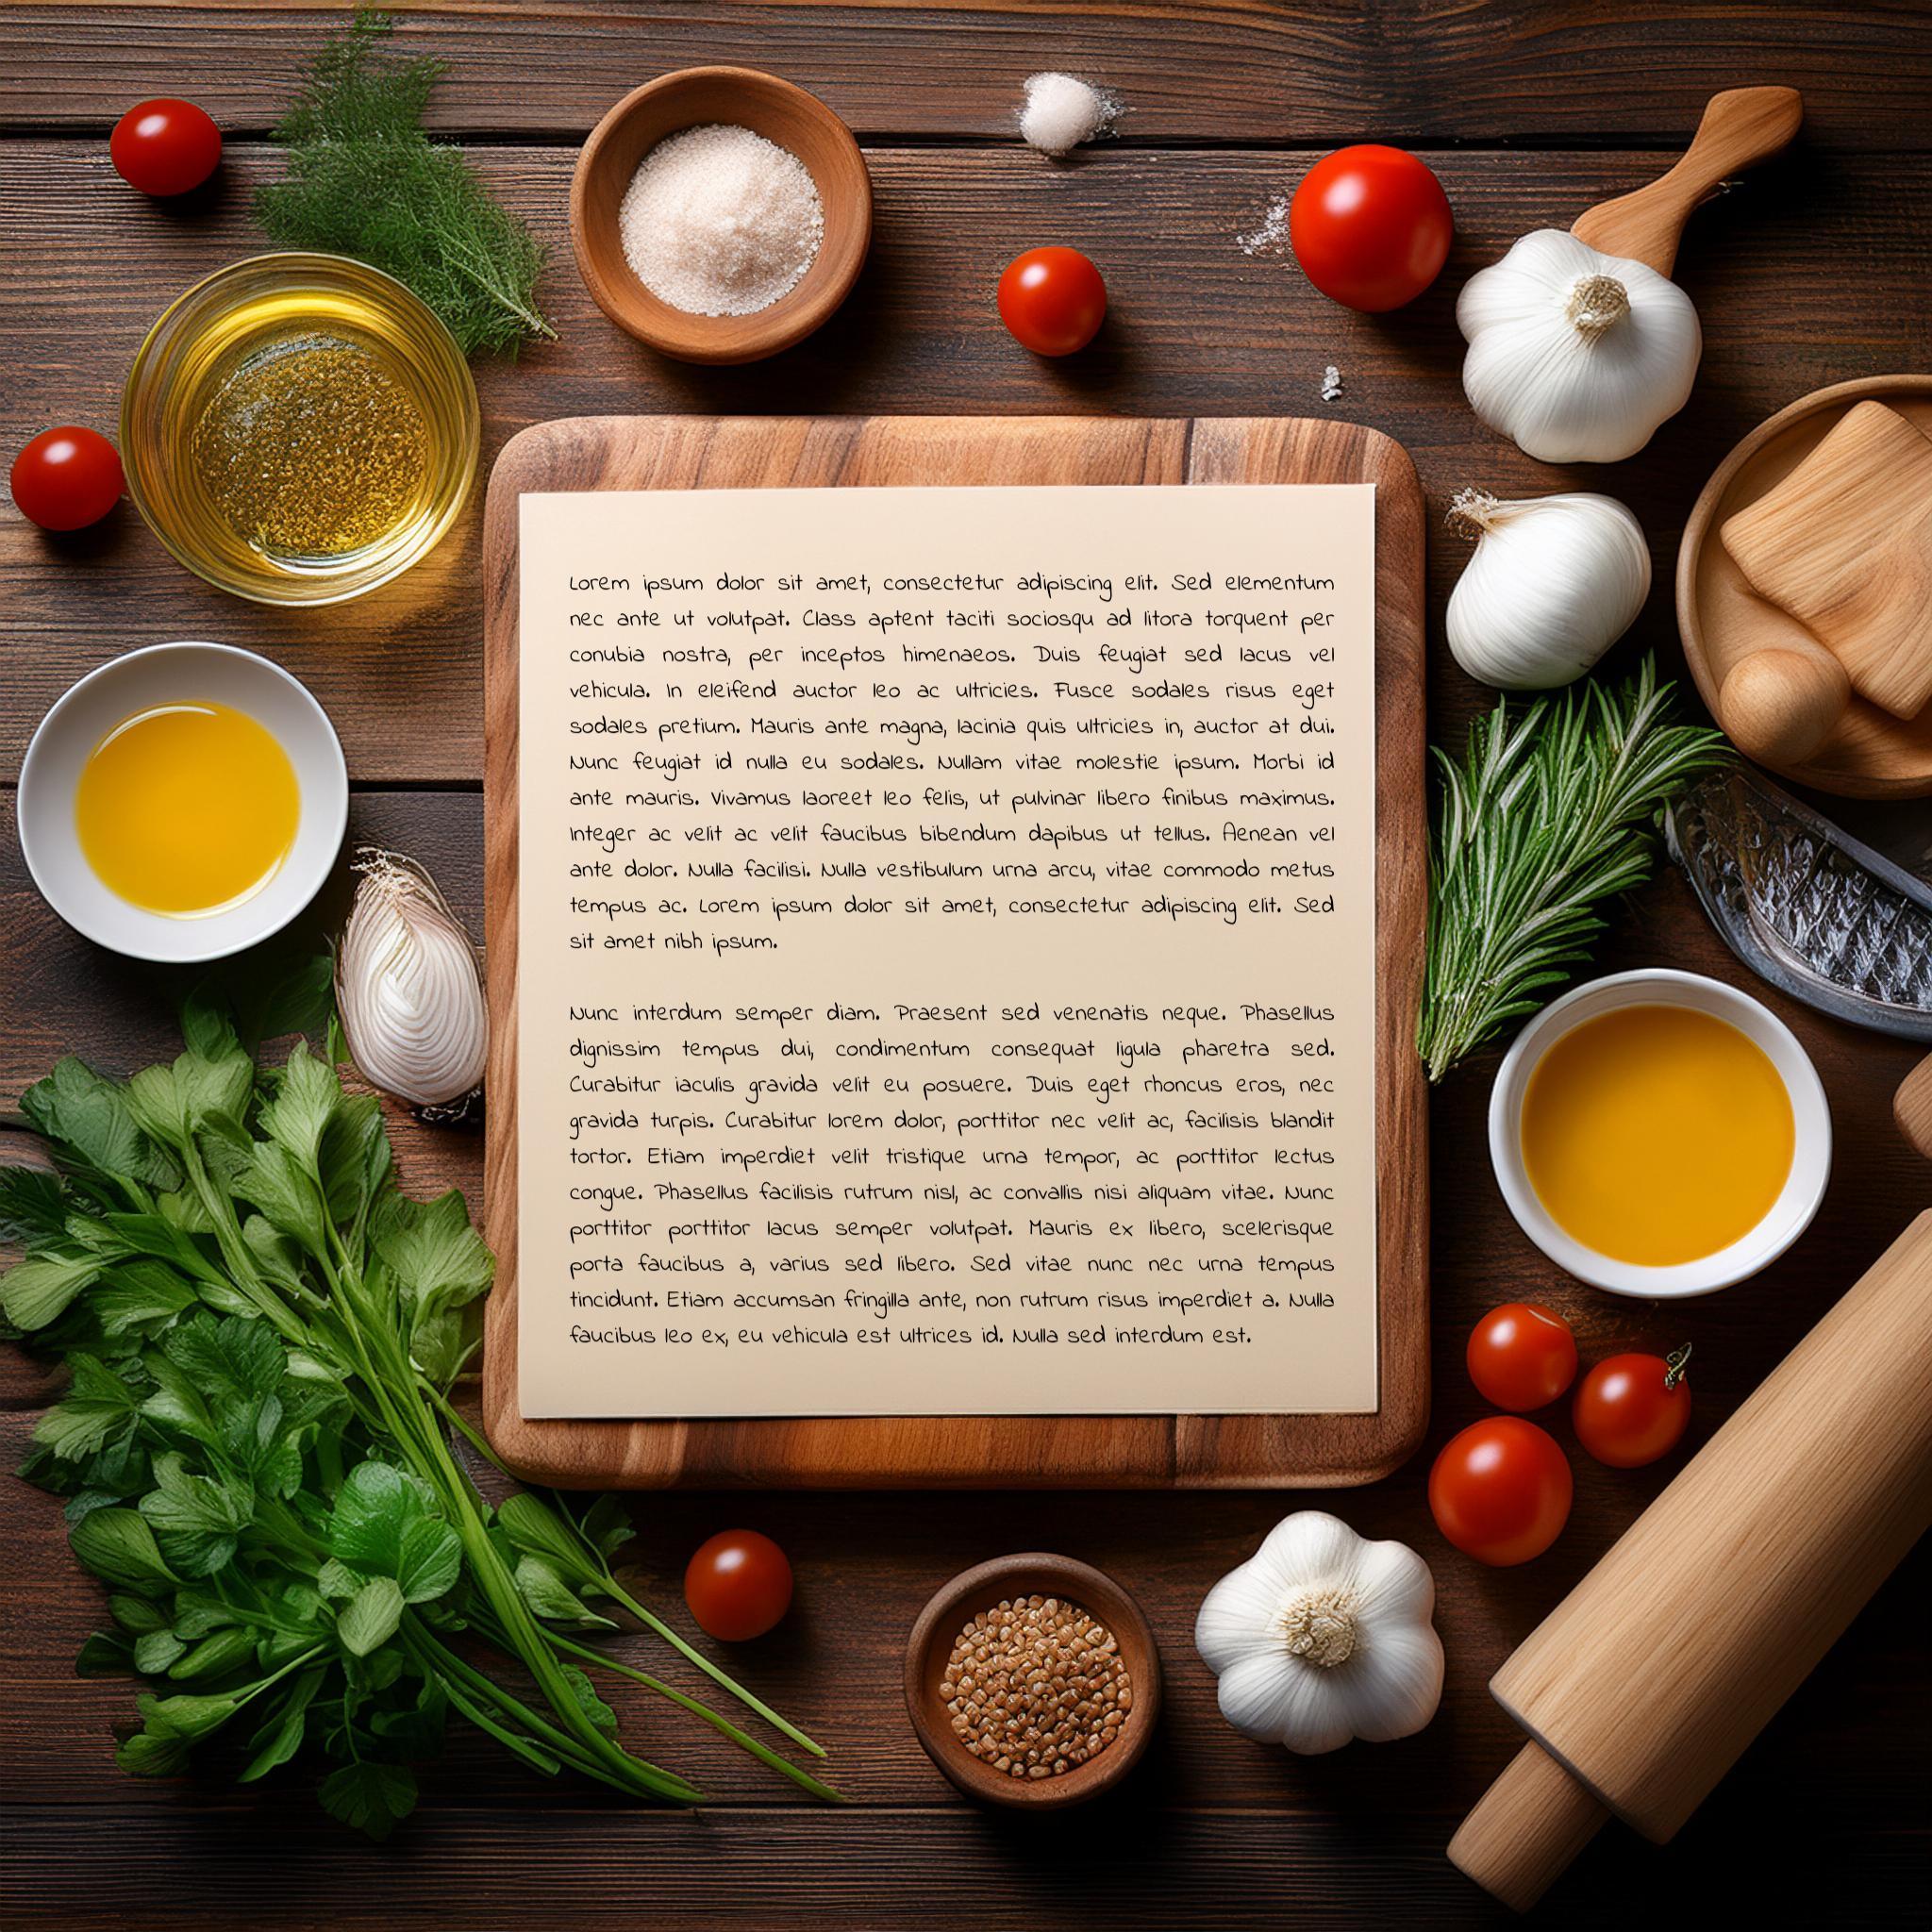 Lorem ipsum dolor sit amet, consectetur adipiscing elit. Sed elementum
nec ante ut volutpat. Class aptent taciti sociosqu ad litora torquent per
conubia nostra, per inceptos himenaeos. Duis feugiat sed lacus vel
vehicula. In eleifend auctor leo ac ultricies. Fusce sodales risus eget
sodales pretium. Mauris ante magna, lacinia quis ultricies in, auctor at dui.
Nunc feugiat id nulla eu sodales. Nullam vitae molestie ipsum. Morbi id
ante mauris. Vivamus laoreet leo felis, ut pulvinar libero finibus maximus.
Integer ac velit ac velit faucibus bibendum dapibus ut tellus. Aenean vel
ante dolor. Nulla facilisi. Nulla vestibulum urna arcu, vitae commodo metus
tempus ac. Lorem ipsum dolor sit amet, consectetur adipiscing elit. Sed
sit amet nibh ipsum.
Nunc interdum semper diam. Praesent sed venenatis neque. Phasellus
dignissim tempus dui, condimentum consequat ligula pharetra sed.
Curabitur iaculis gravida velit eu posuere. Duis eget rhoncus eros, nec
gravida turpis. Curabitur lorem dolor, porttitor nec velit ac, facilisis blandit
tortor. Etiam imperdiet velit tristique urna tempor, ac porttitor lectus
congue. Phasellus facilisis rutrum nisl, ac convallis nisi aliquam vitae. Nunc
porttitor porttitor lacus semper volutpat. Mauris ex libero, scelerisque
porta faucibus a, varius sed libero. Sed vitae nunc nec urna tempus
tincidunt. Etiam accumsan fringilla ante, non rutrum risus imperdiet a. Nulla
faucibus leo ex, eu vehicula est ultrices id. Nulla sed interdum est.